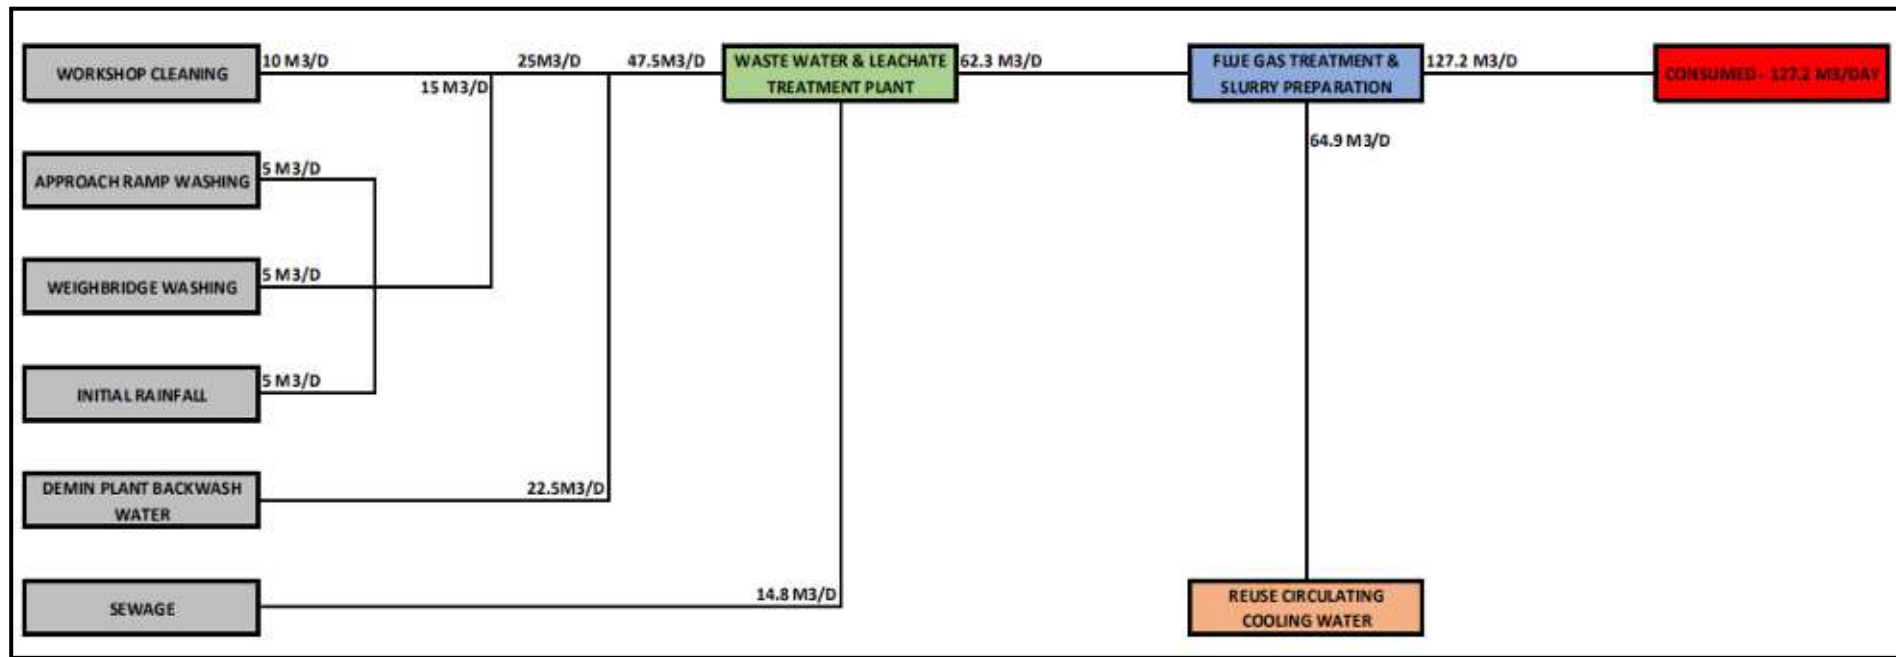 WORKSHOP CLEANING
10 M3/D
25M3/D
47.5M3/D
15 M3/D
WASTE WATER & LEACHATE
TREATMENT PLANT
62.3 M3/D
FLUE GAS TREATMENT &
SLURRY PREPARATION
127.2 M3/D
CONSUMED - 127.2 M3/DAY
APPROACH RAMP WASHING
5 M3/D
64.9 M3/D
WEIGHBRIDGE WASHING
5 M3/D
INITIAL RAINFALL
5 M3/D
DEMIN PLANT BACKWASH
WATER
22.5M3/D
SEWAGE
14.8 M3/D
REUSE CIRCULATING
COOLING WATER